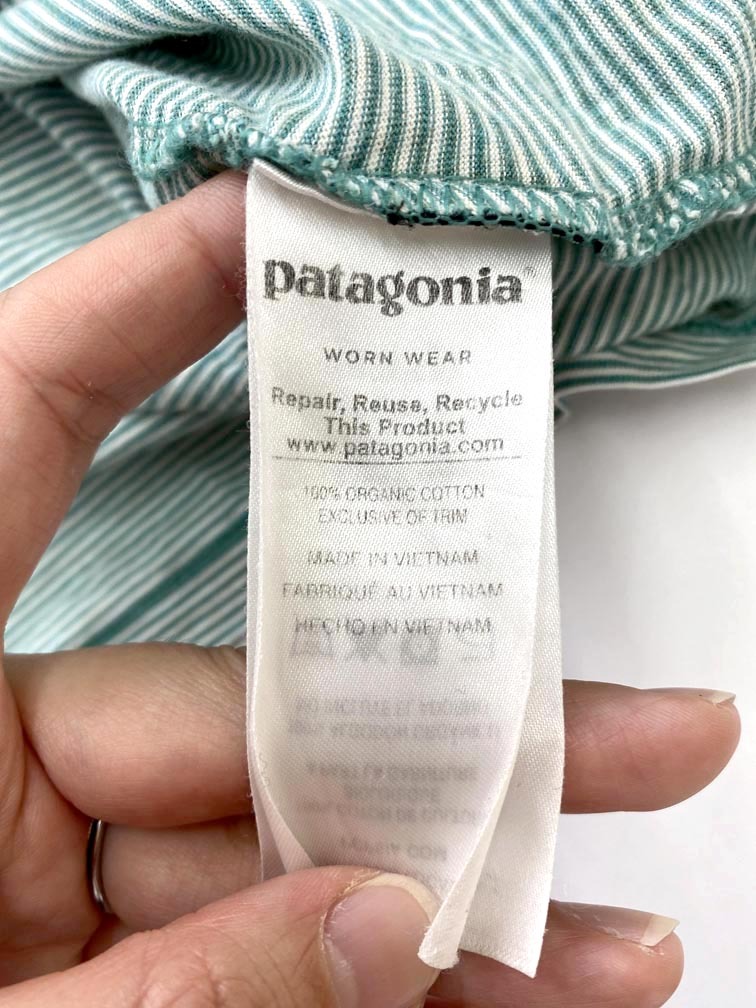 patagonia®
WORN WEAR
Repair, Reuse, Recycle
This Product
www.patagonia.com
100% ORGANIC COTTON
EXCLUSIVE OF TRIM
MADE IN VIETNAM
FABRIQUÉ AU VIETNAM
HECHO EN VIETNAM